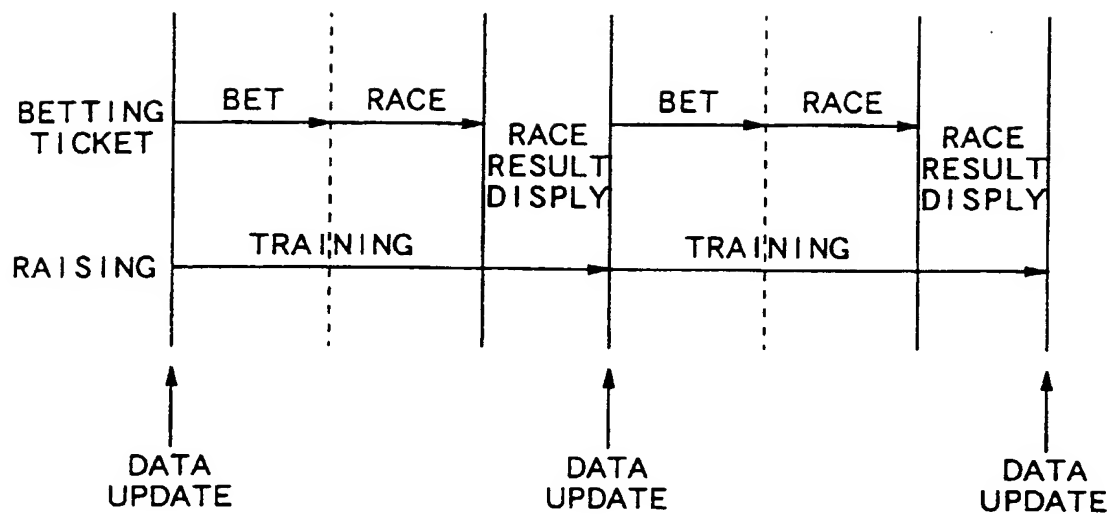 BETTING
TICKET
BET
RACE
RACE
RESULT
DISPLY
BET
RACE
RACE
RESULT
DISPLY
RAISING
TRAINING
TRAINING
DATA
UPDATE
DATA
UPDATE
DATA
UPDATE